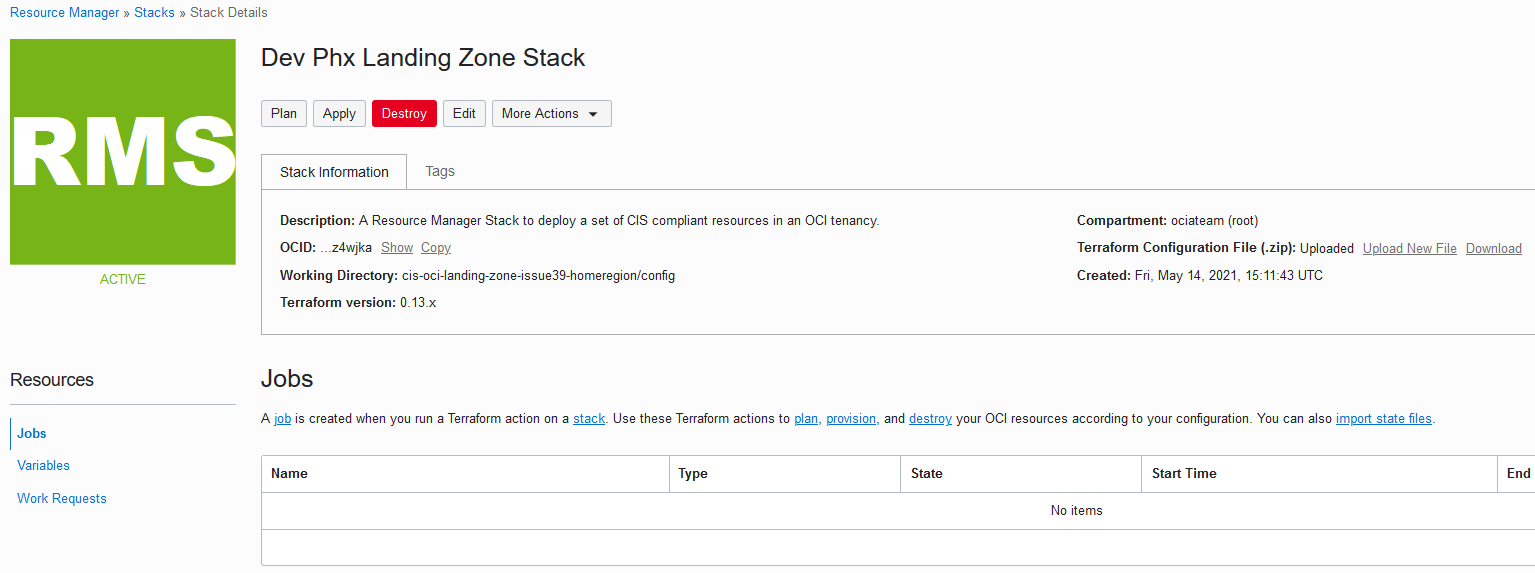 Resource Manager » Stacks » Stack Details
RMS
ACTIVE
Dev Phx Landing Zone Stack
Plan Apply Destroy Edit More Actions
Stack Information Tags
Description: A Resource Manager Stack to deploy a set of CIS compliant resources in an OCI tenancy.
OCID: ...z4wjka Show Copy
Working Directory: cis-oci-landing-zone-issue39-homeregion/config
Terraform version: 0.13.x
Compartment: ociateam (root)
Terraform Configuration File (.zip): Uploaded Upload New File Download
Created: Fri, May 14, 2021, 15:11:43 UTC
Resources
Jobs
Variables
Work Requests
Jobs
A job is created when you run a Terraform action on a stack. Use these Terraform actions to plan, provision, and destroy your OCI resources according to your configuration. You can also import state files.
Name Type State Start Time End
No items